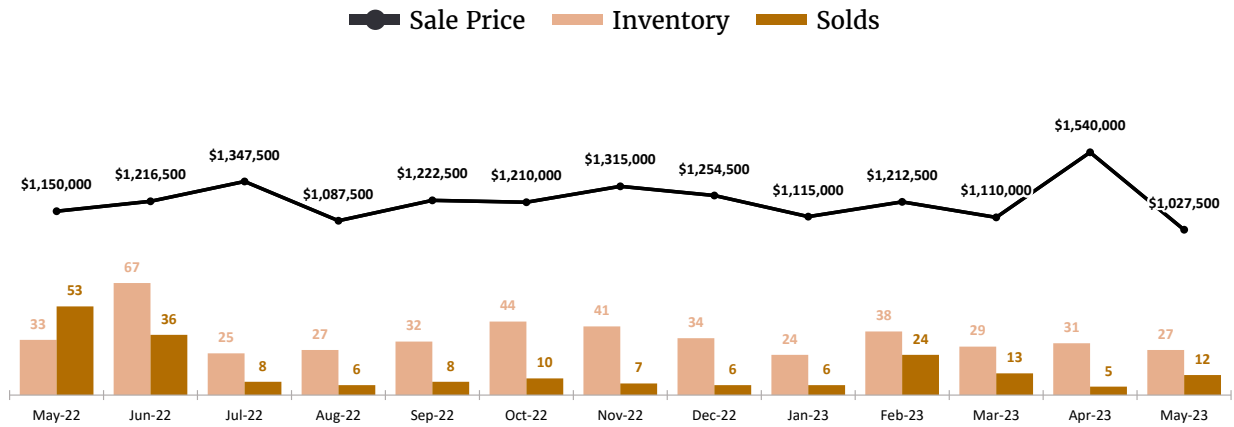 Sale Price Inventory Solds
$1,150,000 $1,216,500 $1,347,500 $1,087,500 $1,222,500 $1,210,000 $1,315,000 $1,254,500 $1,115,000 $1,212,500 $1,110,000 $1,540,000 $1,027,500
33 53 67 36 25 8 27 6 32 8 44 10 41 7 34 6 24 6 38 24 29 13 31 5 27 12
May-22 Jun-22 Jul-22 Aug-22 Sep-22 Oct-22 Nov-22 Dec-22 Jan-23 Feb-23 Mar-23 Apr-23 May-23